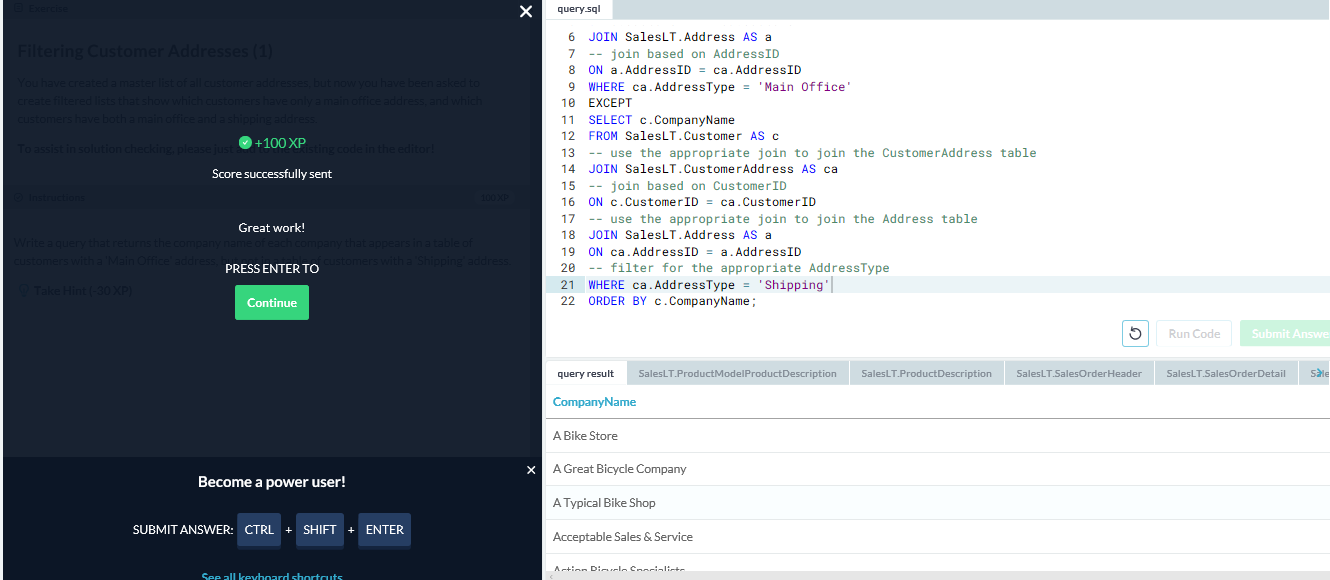 Exercise
Filtering Customer Addresses (1)
You have created a master list of all customer addresses, but now you have been asked to
create filtered lists that show which customers have only a main office address, and which
customers have both a main office and a shipping address.
To assist in solution checking, please just existing code in the editor!
+100 XP
Score successfully sent
Instructions
100 XP
Great work!
Write a query that returns the company name of each company that appears in a table of
customers with a 'Main Office' address, but not in a table of customers with a 'Shipping' address.
PRESS ENTER TO
Take Hint (-30 XP)
Continue
Become a power user!
SUBMIT ANSWER: CTRL + SHIFT + ENTER
See all keyboard shortcuts
query.sql
6 JOIN SalesLT.Address AS a
7 -- join based on AddressID
8 ON a.AddressID = ca.AddressID
9 WHERE ca.AddressType = 'Main Office'
10 EXCEPT
11 SELECT c.CompanyName
12 FROM SalesLT.Customer AS c
13 -- use the appropriate join to join the CustomerAddress table
14 JOIN SalesLT.CustomerAddress AS ca
15 -- join based on CustomerID
16 ON c.CustomerID = ca.CustomerID
17 -- use the appropriate join to join the Address table
18 JOIN SalesLT.Address AS a
19 ON ca.AddressID = a.AddressID
20 -- filter for the appropriate AddressType
21 WHERE ca.AddressType = 'Shipping'
22 ORDER BY c.CompanyName;
Run Code
Submit Answe
query result
SalesLT.ProductModelProductDescription
SalesLT.ProductDescription
SalesLT.SalesOrderHeader
SalesLT.SalesOrderDetail
CompanyName
A Bike Store
A Great Bicycle Company
A Typical Bike Shop
Acceptable Sales & Service
Action Bicycle Specialists